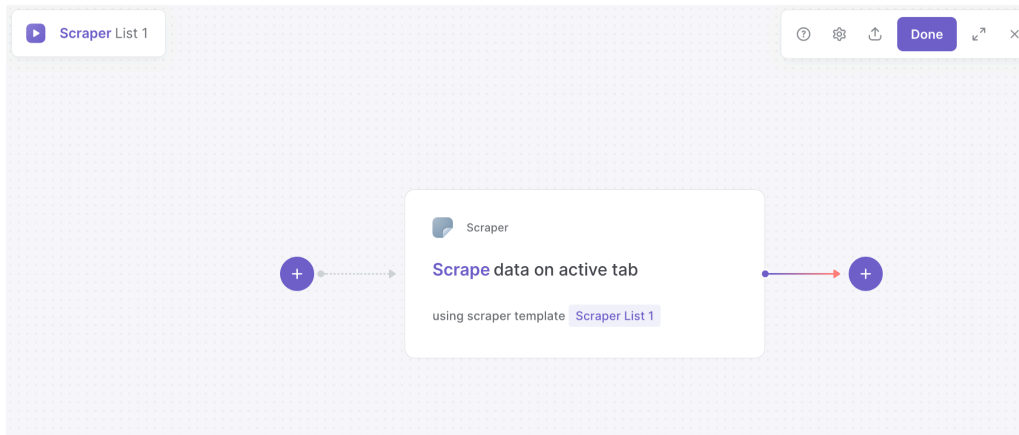 Scraper List 1
Done
Scraper
Scrape data on active tab
using scraper template Scraper List 1